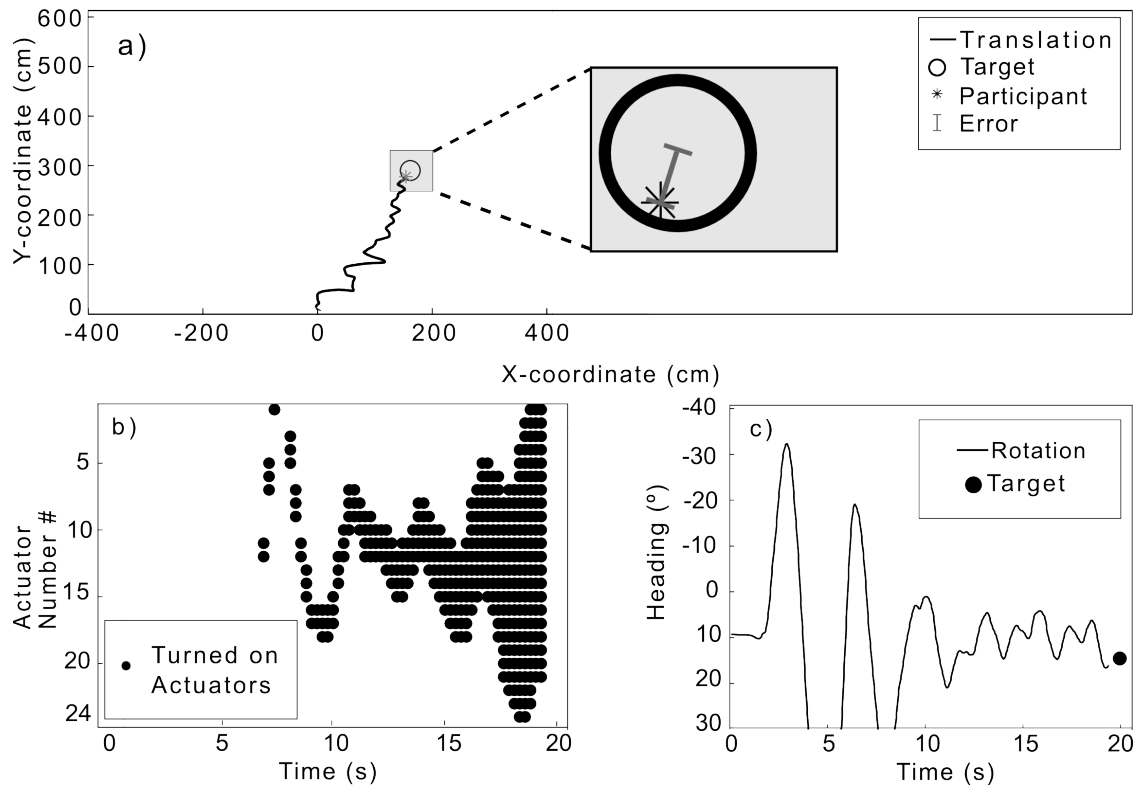 a)
Y-coordinate (cm)
600
500
400
300
200
100
0
-400
-200
0
200
400
X-coordinate (cm)
Translation
Target
Participant
Error
b)
Actuator
Number #
5
10
15
20
24
Turned on
Actuators
0
5
10
15
20
Time (s)
c)
Heading (º)
-40
-30
-20
-10
0
10
20
30
Rotation
Target
0
5
10
15
20
Time (s)